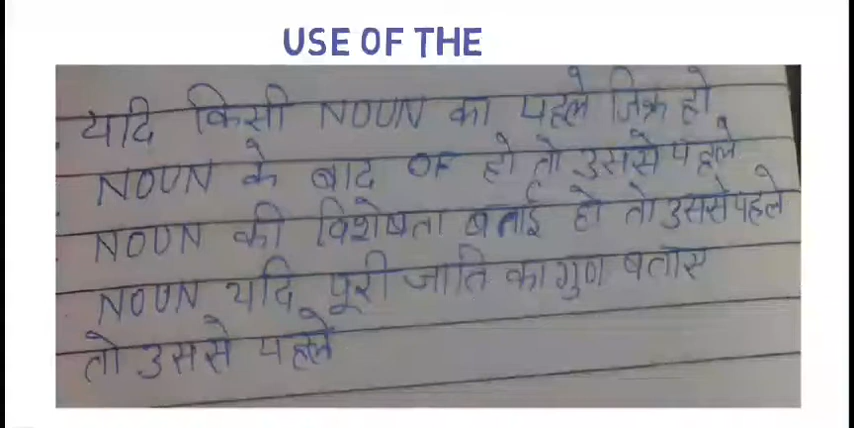 USE OF THE
यदि किसी NOUN का पहले जिक्र हो
NOUN के बाद OF हो तो उससे पहले
NOUN की विशेषता बताई हो तो उससे पहले
NOUN यदि पूरी जाति का गुण बताए
तो उससे पहले